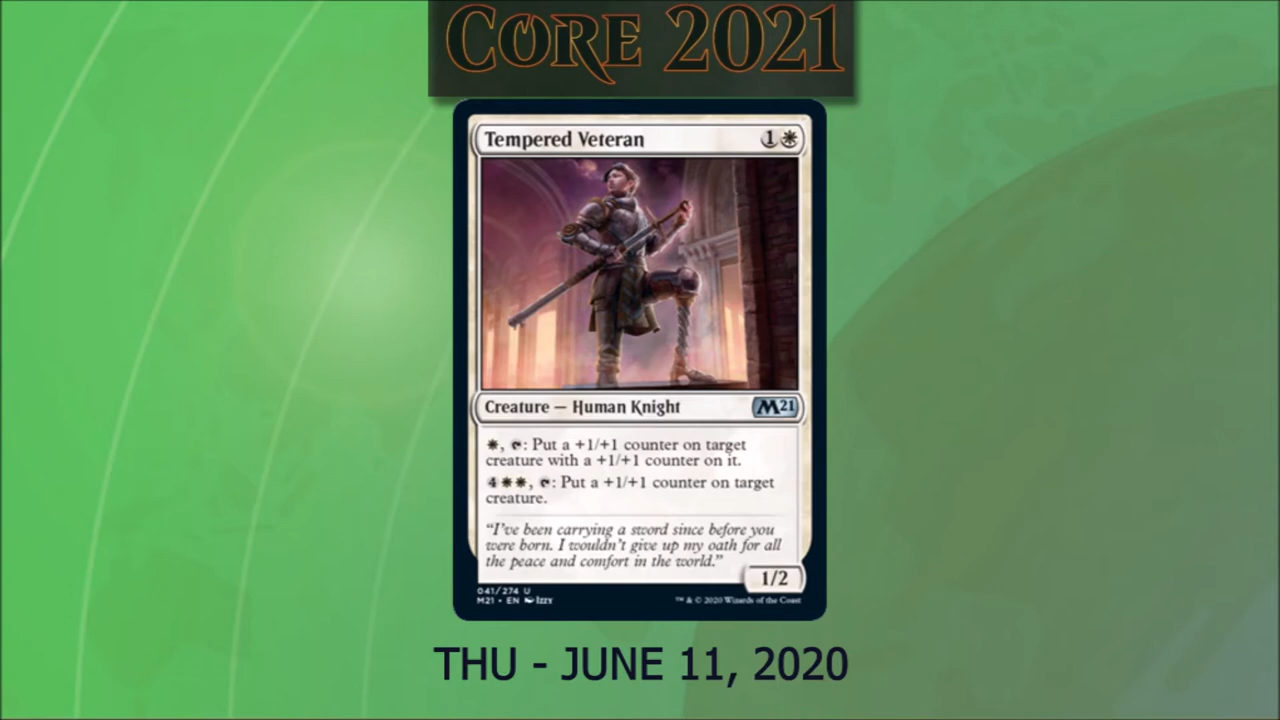 CORE 2021
Tempered Veteran 1
Creature — Human Knight M21
, : Put a +1/+1 counter on target
creature with a +1/+1 counter on it.
4, : Put a +1/+1 counter on target
creature.
"I've been carrying a sword since before you
were born. I wouldn't give up my oath for all
the peace and comfort in the world."
1/2
041/274 U
M21 • EN Izzy
™ & © 2020 Wizards of the Coast
THU - JUNE 11, 2020